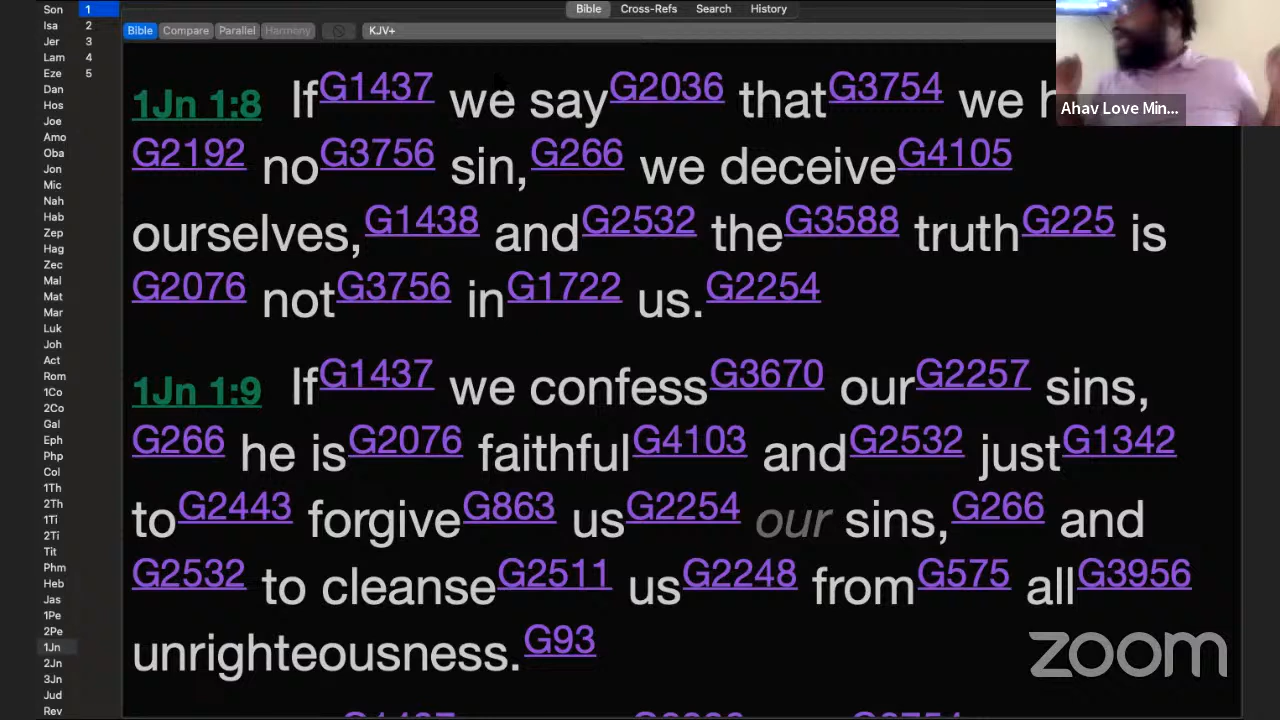 Son 1
Isa 2
Jer 3
Lam 4
Eze 5
Dan
Hos
Joe
Amo
Oba
Jon
Mic
Nah
Hab
Zep
Hag
Zec
Mal
Mat
Mar
Luk
Joh
Act
Rom
1Co
2Co
Gal
Eph
Php
Col
1Th
2Th
1Ti
2Ti
Tit
Phm
Heb
Jas
1Pe
2Pe
1Jn
2Jn
3Jn
Jud
Rev
Bible Cross-Refs Search History
Bible Compare Parallel Harmony KJV+
1Jn 1:8 IfG1437 we sayG2036 thatG3754 we h
G2192 noG3756 sin,G266 we deceiveG4105
ourselves,G1438 andG2532 theG3588 truthG225 is
G2076 notG3756 inG1722 us.G2254
1Jn 1:9 IfG1437 we confessG3670 ourG2257 sins,
G266 he isG2076 faithfulG4103 andG2532 justG1342
toG2443 forgiveG863 usG2254 our sins,G266 and
G2532 to cleanseG2511 usG2248 fromG575 allG3956
unrighteousness.G93
Ahav Love Min...
zoom